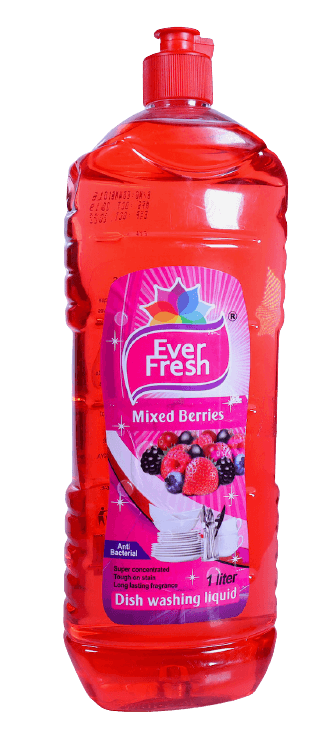 ®
Ever
Fresh
Mixed Berries
Anti
Bacterial
Super concentrated
Tough on stain
Long lasting fragrance
1 liter
Dish washing liquid